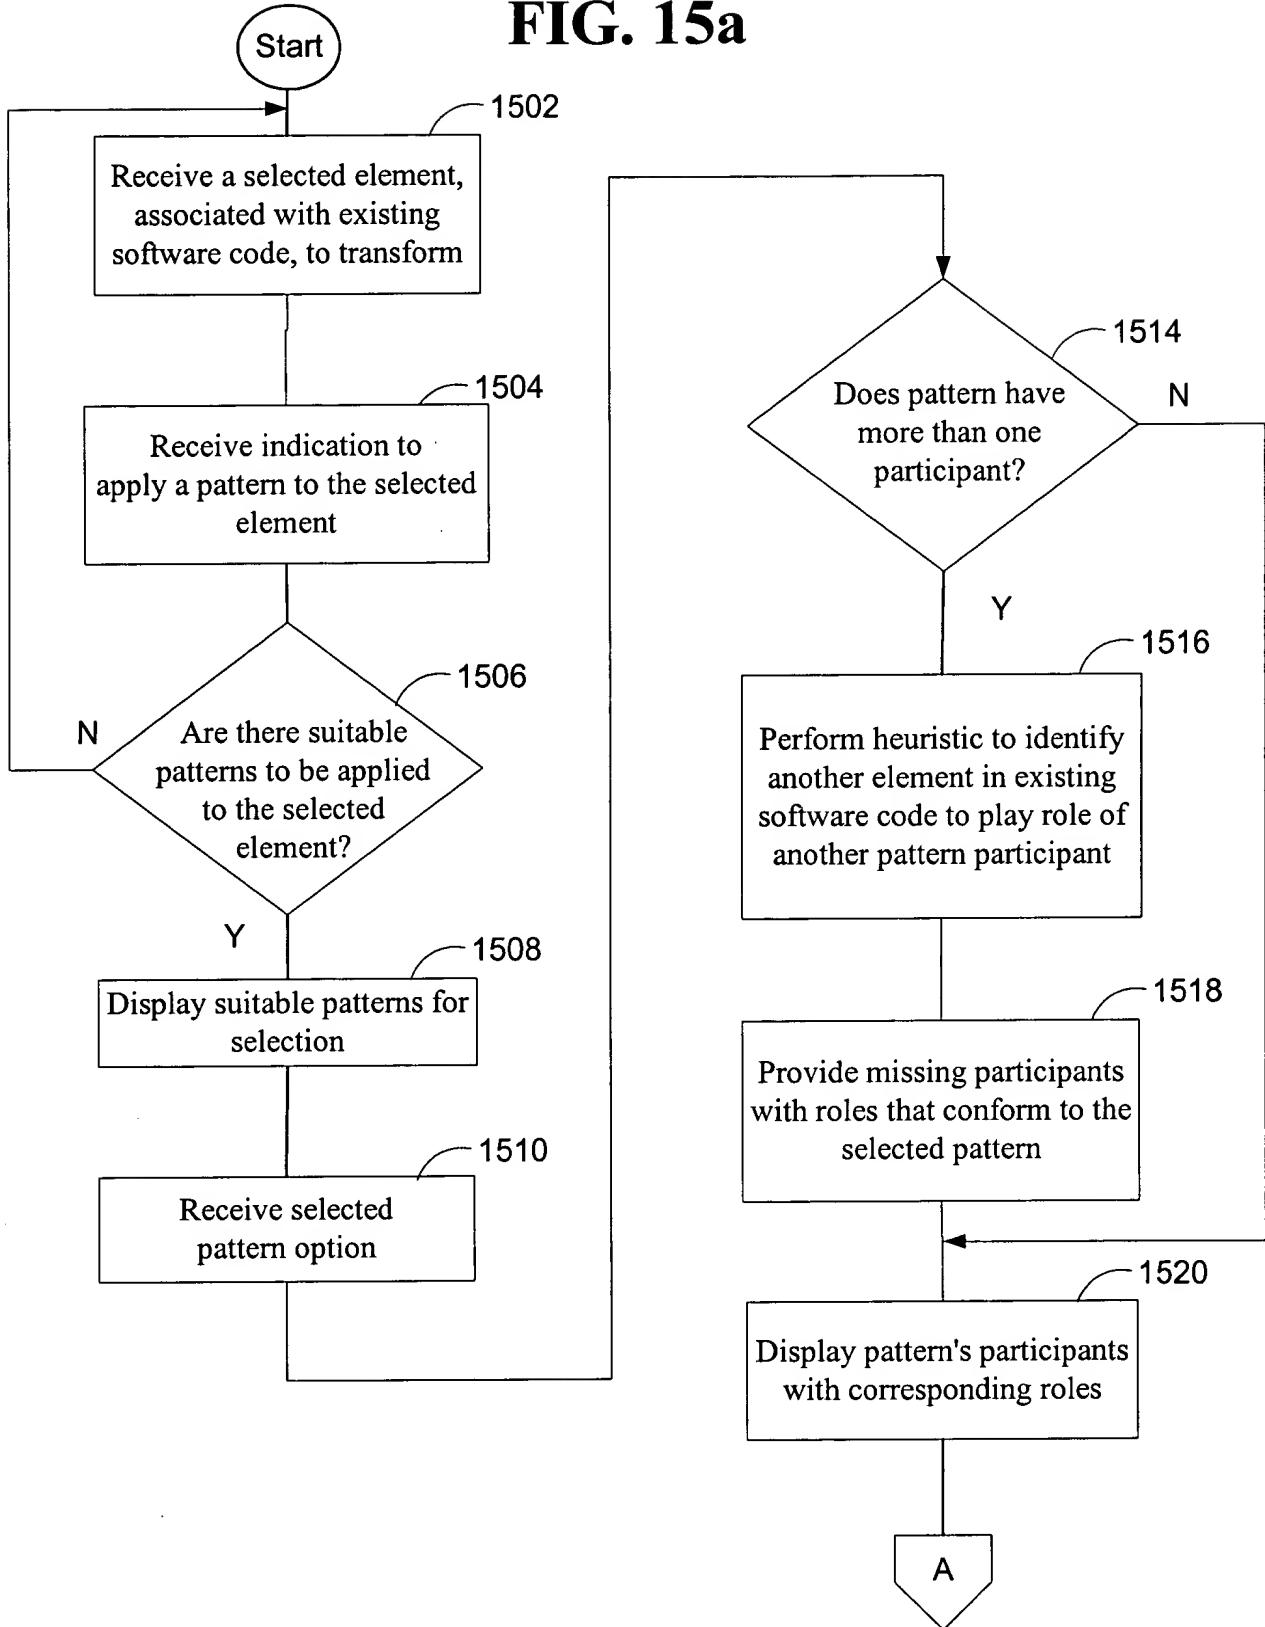 FIG. 15a
Start
1502
Receive a selected element,
associated with existing
software code, to transform
1504
Receive indication to
apply a pattern to the selected
element
1506
N
Are there suitable
patterns to be applied
to the selected
element?
Y
1508
Display suitable patterns for
selection
1510
Receive selected
pattern option
1514
Does pattern have
more than one
participant?
N
Y
1516
Perform heuristic to identify
another element in existing
software code to play role of
another pattern participant
1518
Provide missing participants
with roles that conform to the
selected pattern
1520
Display pattern's participants
with corresponding roles
A